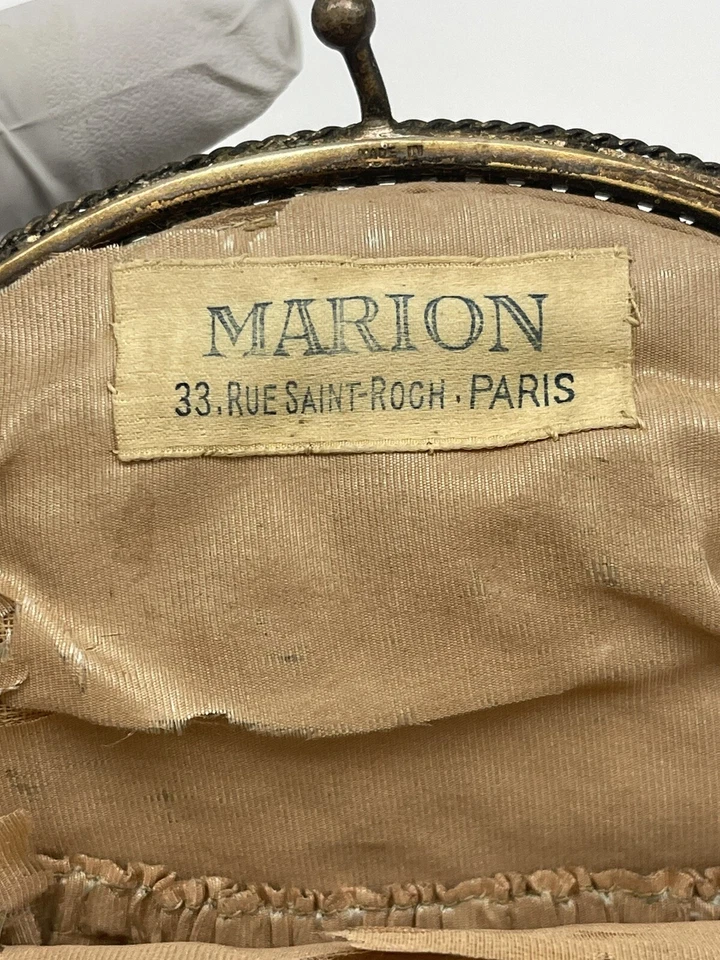 MARION
33. RUE SAINT-ROCH. PARIS